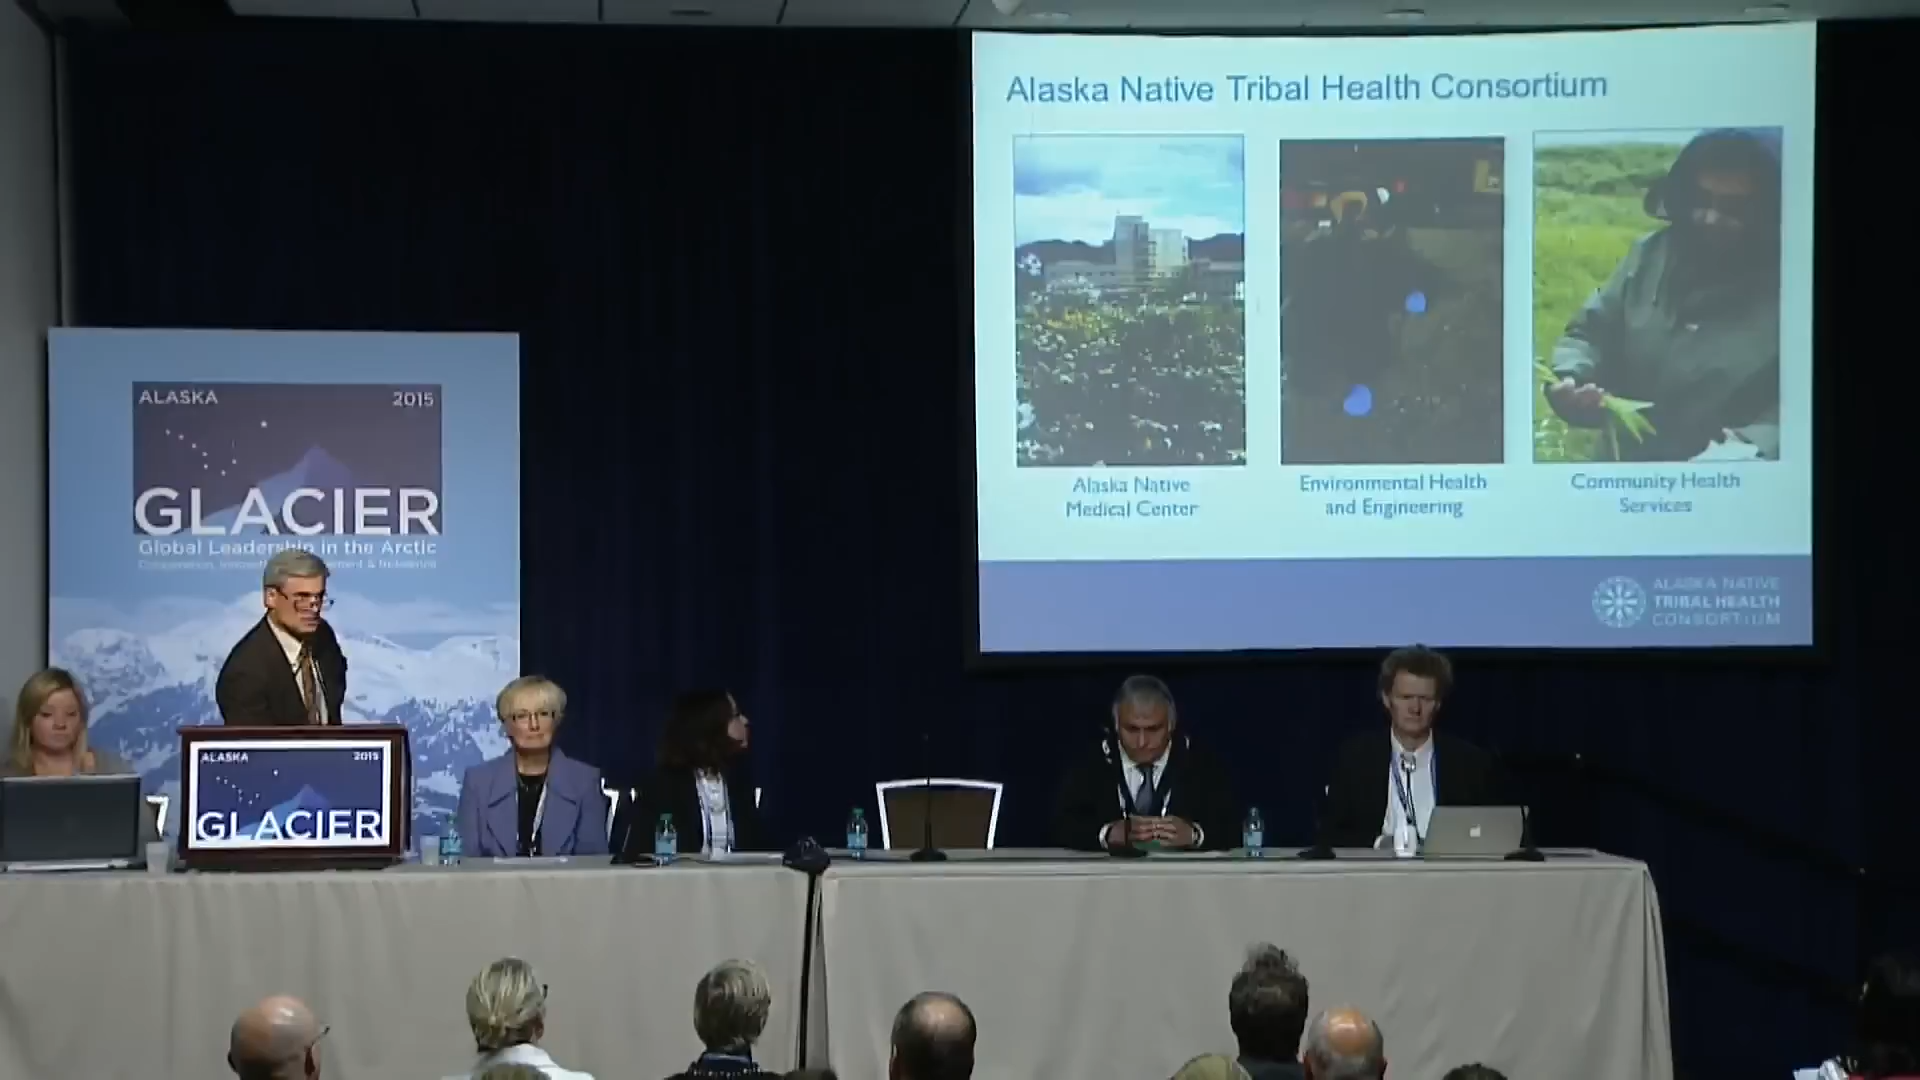 Alaska Native Tribal Health Consortium
Alaska Native
Medical Center
Environmental Health
and Engineering
Community Health
Services
ALASKA NATIVE
TRIBAL HEALTH
CONSORTIUM
ALASKA 2015
GLACIER
Global Leadership in the Arctic
ALASKA 2015
GLACIER